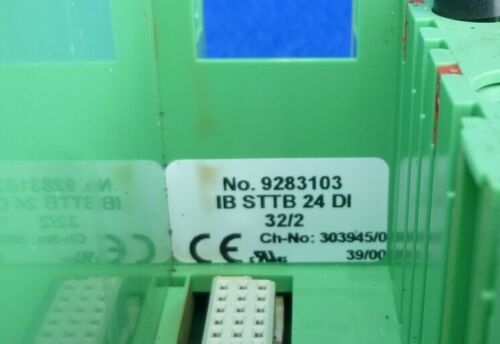 No. 9283103
IB STTB 24 DI
32/2
CE Ch-No: 303945/0
39/00